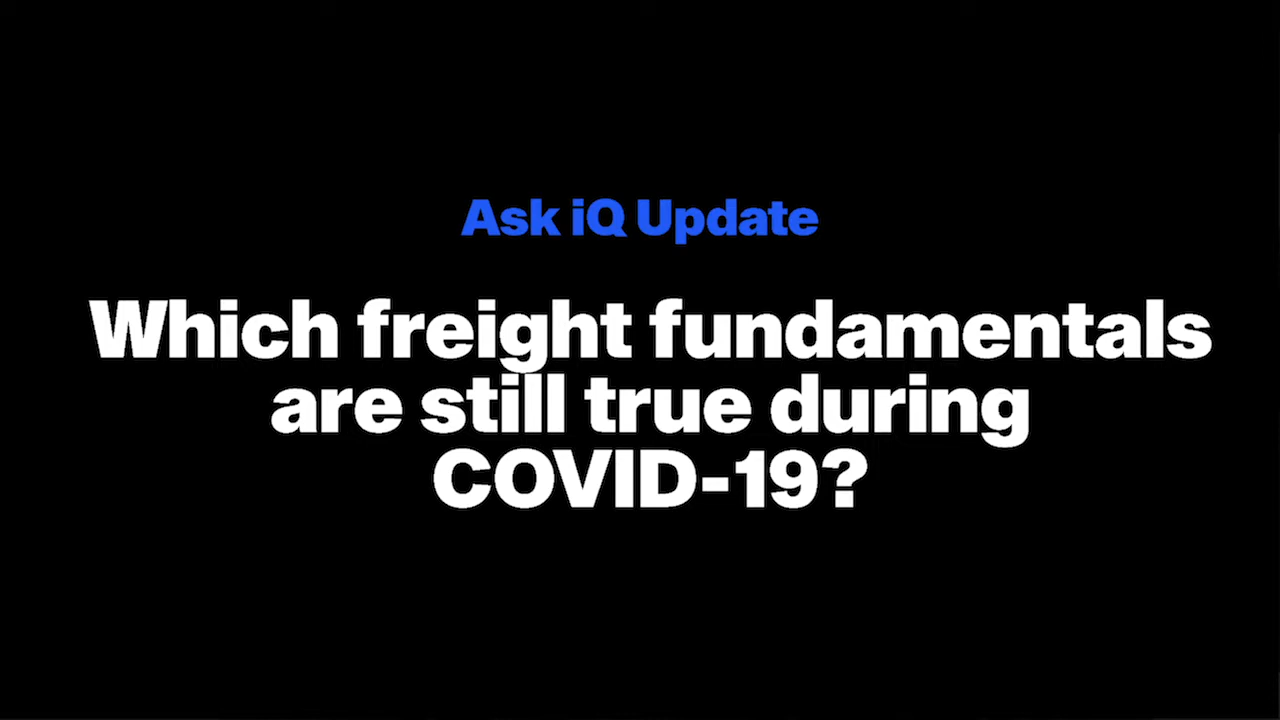 Ask iQ Update
Which freight fundamentals
are still true during
COVID-19?